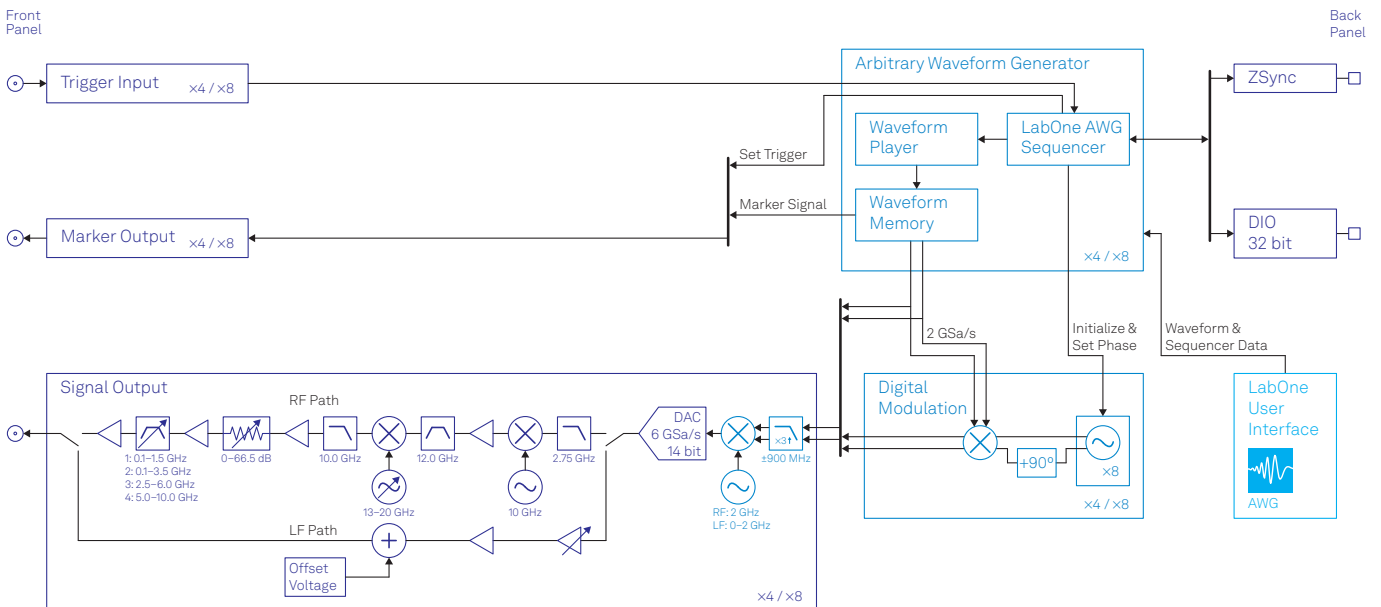 Front
Panel
Back
Panel
Trigger Input
×4 / ×8
Arbitrary Waveform Generator
ZSync
Waveform
Player
LabOne AWG
Sequencer
Set Trigger
Marker Signal
Waveform
Memory
Marker Output
×4 / ×8
DIO
32 bit
×4 / ×8
2 GSa/s
Initialize &
Set Phase
Waveform &
Sequencer Data
Signal Output
RF Path
DAC
6 GSa/s
14 bit
×3↑
±900 MHz
Digital
Modulation
LabOne
User
Interface
1: 0.1–1.5 GHz
2: 0.1–3.5 GHz
3: 2.5–6.0 GHz
4: 5.0–10.0 GHz
0–66.5 dB
10.0 GHz
12.0 GHz
2.75 GHz
+90°
×8
13–20 GHz
10 GHz
RF: 2 GHz
LF: 0–2 GHz
×4 / ×8
AWG
LF Path
Offset
Voltage
×4 / ×8